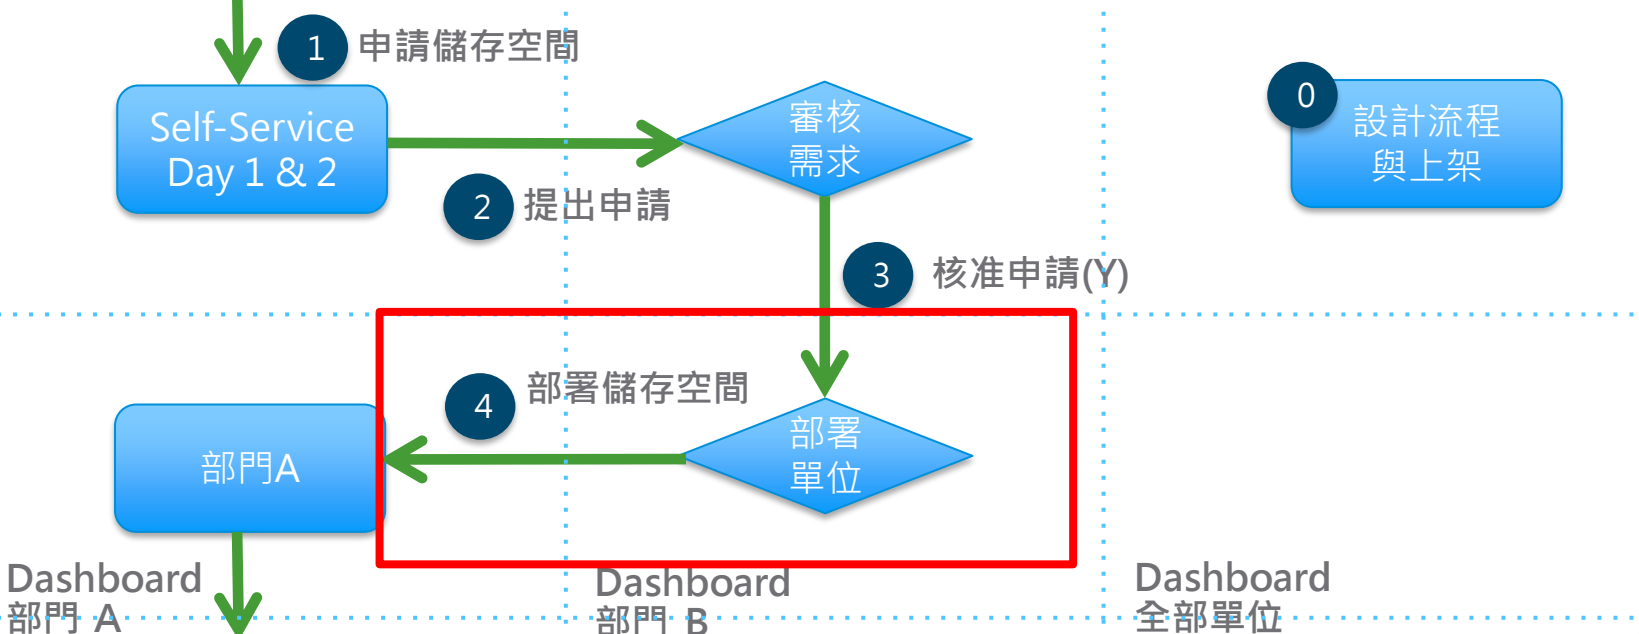 1
申請儲存空間
Self-Service
Day 1 & 2
審核
需求
0
設計流程
與上架
2
提出申請
3
核准申請(Y)
4
部署儲存空間
部門A
部署
單位
Dashboard
部門 A
Dashboard
部門 B
Dashboard
全部單位